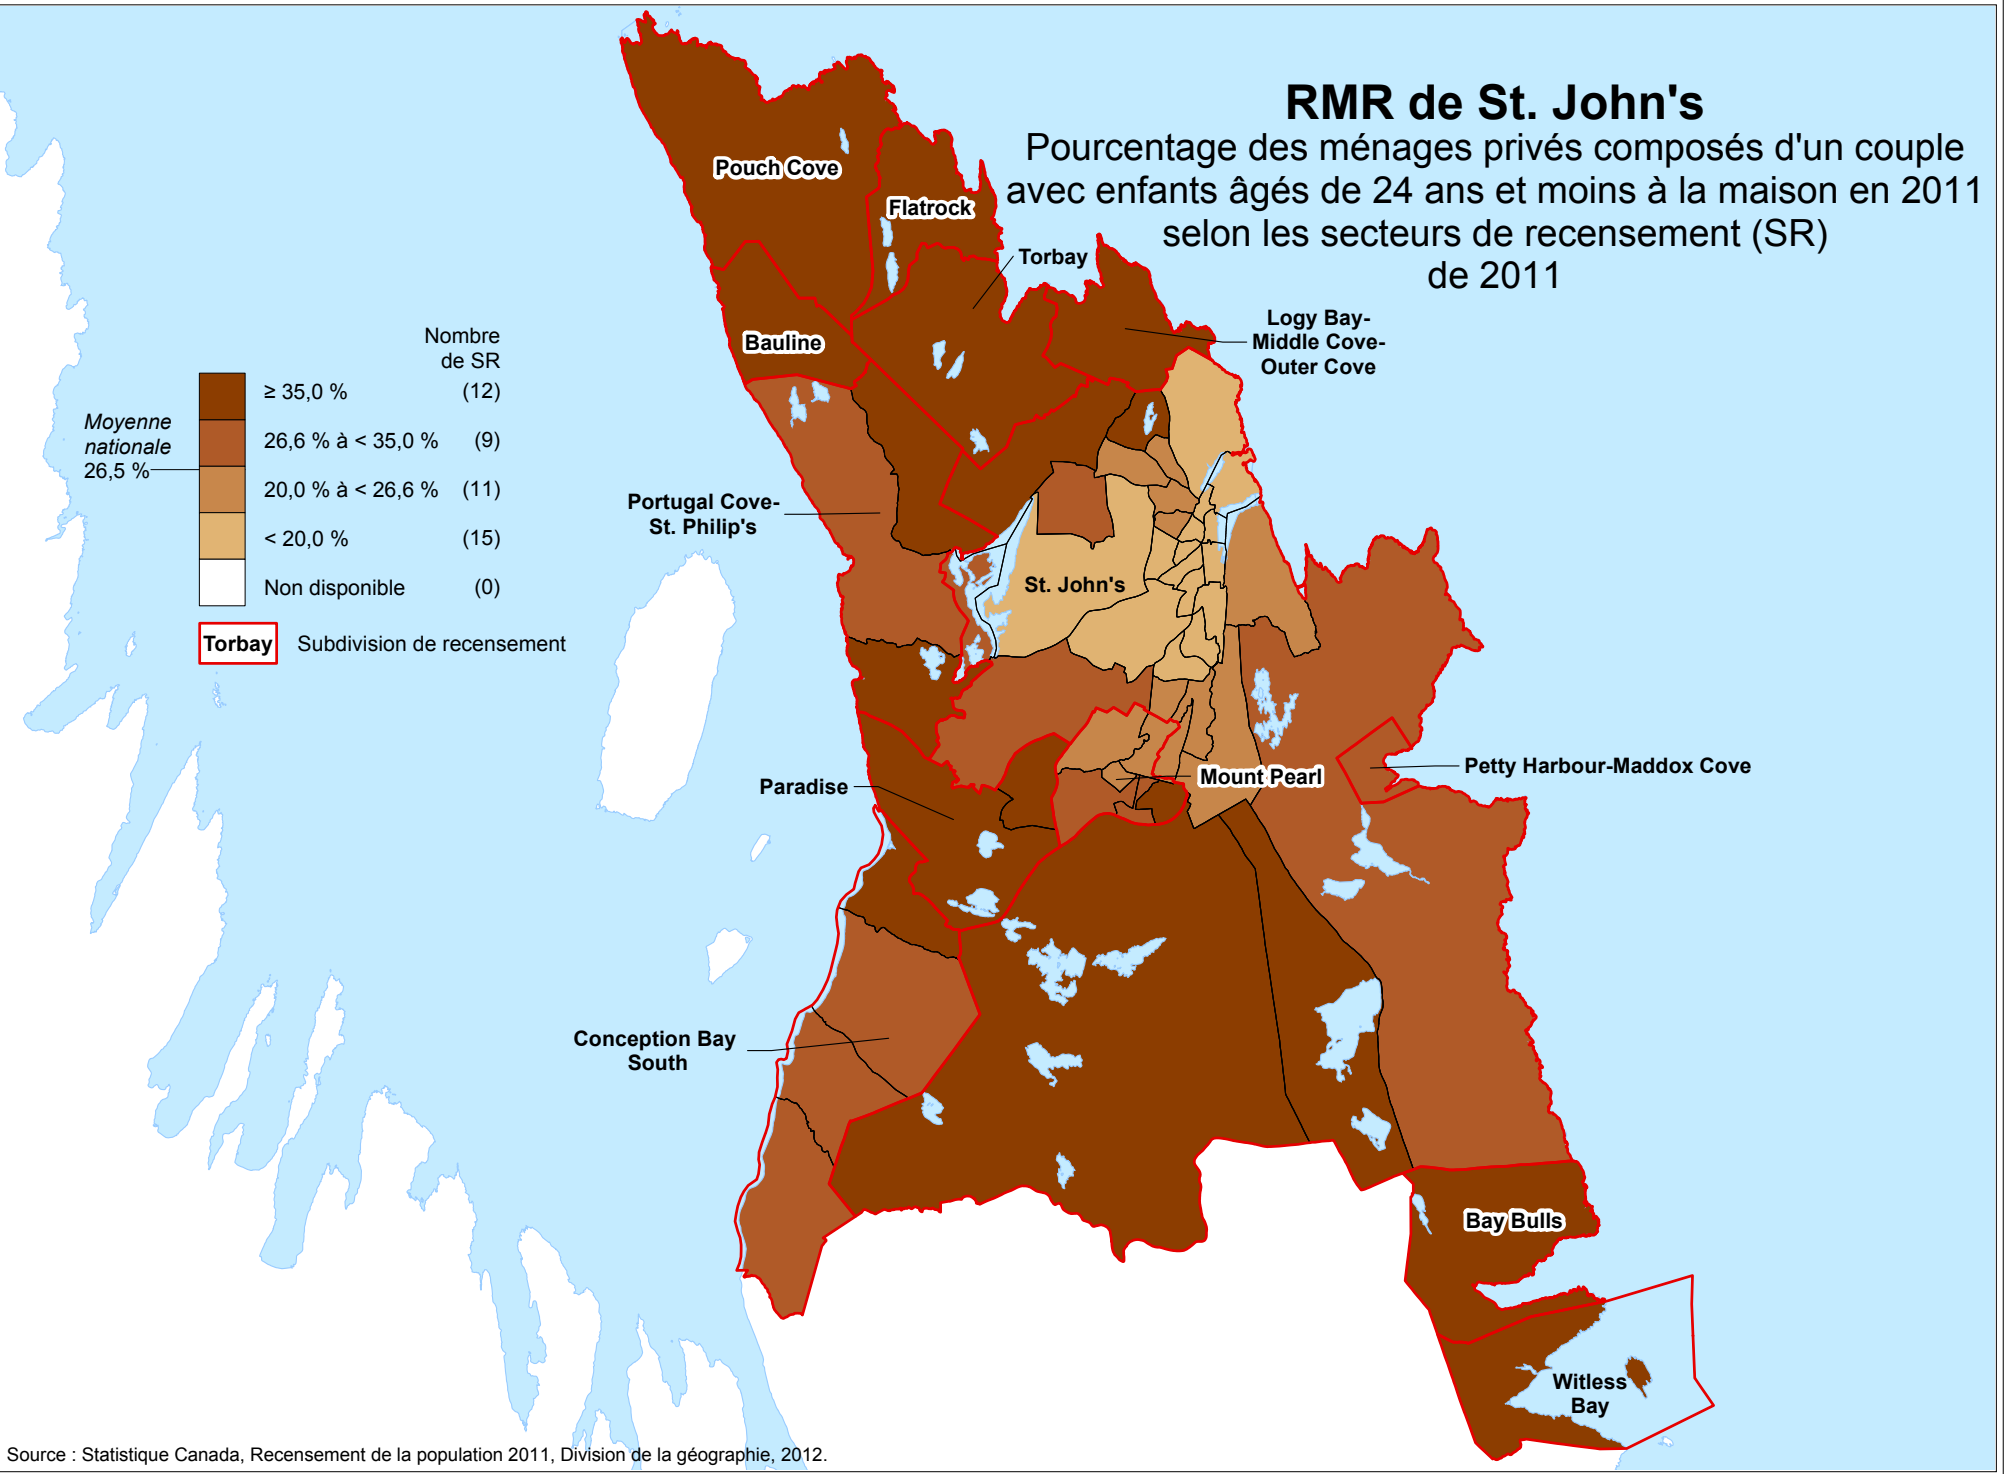 RMR de St. John's
Pourcentage des ménages privés composés d'un couple
avec enfants âgés de 24 ans et moins à la maison en 2011
selon les secteurs de recensement (SR)
de 2011
Pouch Cove
Flatrock
Torbay
Logy Bay-
Middle Cove-
Outer Cove
Bauline
Nombre
de SR
≥ 35,0 % (12)
Moyenne
nationale
26,5 %
26,6 % à < 35,0 % (9)
20,0 % à < 26,6 % (11)
< 20,0 % (15)
Non disponible (0)
Torbay Subdivision de recensement
Portugal Cove-
St. Philip's
St. John's
Mount Pearl
Petty Harbour-Maddox Cove
Paradise
Conception Bay
South
Bay Bulls
Witless
Bay
Source : Statistique Canada, Recensement de la population 2011, Division de la géographie, 2012.